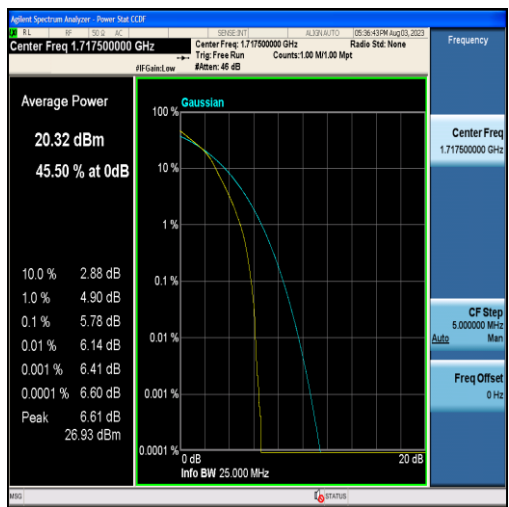 Agilent Spectrum Analyzer - Power Stat CCDF
RL RF 50 Ω AC SENSE:INT ALIGN AUTO 05:36:43 PM Aug 03, 2023
Center Freq 1.717500000 GHz
Center Freq: 1.717500000 GHz Radio Std: None
Trig: Free Run Counts:1.00 M/1.00 Mpt
#IFGain:Low #Atten: 46 dB
Frequency
Average Power
20.32 dBm
45.50 % at 0dB
10.0 % 2.88 dB
1.0 % 4.90 dB
0.1 % 5.78 dB
0.01 % 6.14 dB
0.001 % 6.41 dB
0.0001 % 6.60 dB
Peak 6.61 dB
26.93 dBm
Gaussian
100 %
10 %
1 %
0.1 %
0.01 %
0.001 %
0.0001 %
0 dB 20 dB
Info BW 25.000 MHz
Center Freq
1.717500000 GHz
CF Step
5.000000 MHz
Auto Man
Freq Offset
0 Hz
MSG STATUS